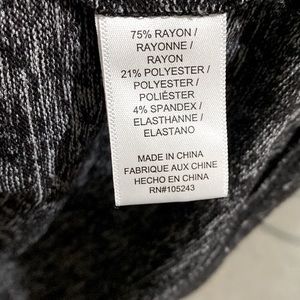 75% RAYON /
RAYONNE /
RAYON
21% POLYESTER /
POLYESTER /
POLIÉSTER
4% SPANDEX /
ELASTHANNE /
ELASTANO
MADE IN CHINA
FABRIQUE AUX CHINE
HECHO EN CHINA
RN#105243